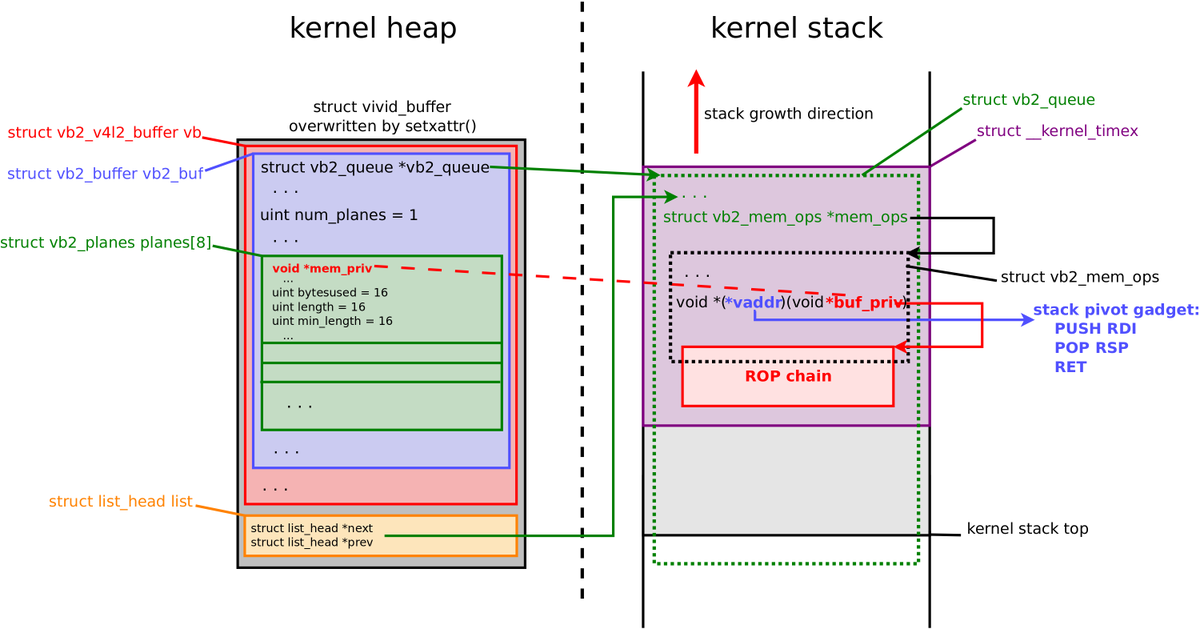 kernel heap
kernel stack
struct vivid_buffer
overwritten by setxattr()
struct vb2_v4l2_buffer vb
struct vb2_buffer vb2_buf
struct vb2_planes planes[8]
struct list_head list
struct vb2_queue *vb2_queue
. . .
uint num_planes = 1
. . .
void *mem_priv
...
uint bytesused = 16
uint length = 16
uint min_length = 16
...
. . .
. . .
. . .
struct list_head *next
struct list_head *prev
stack growth direction
struct vb2_queue
struct __kernel_timex
. . .
struct vb2_mem_ops *mem_ops
. . .
void *(*vaddr)(void *buf_priv)
ROP chain
struct vb2_mem_ops
stack pivot gadget:
PUSH RDI
POP RSP
RET
kernel stack top